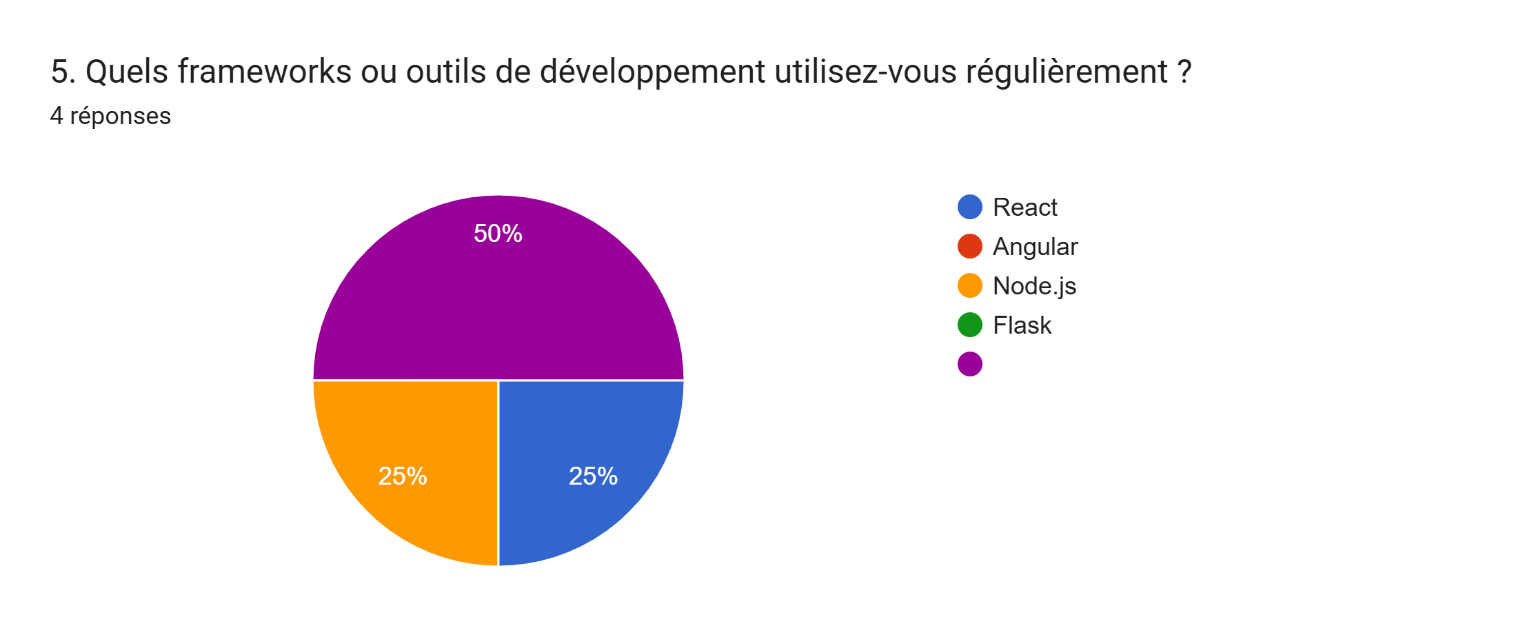 5. Quels frameworks ou outils de développement utilisez-vous régulièrement ?
4 réponses
50%
25%
25%
React
Angular
Node.js
Flask